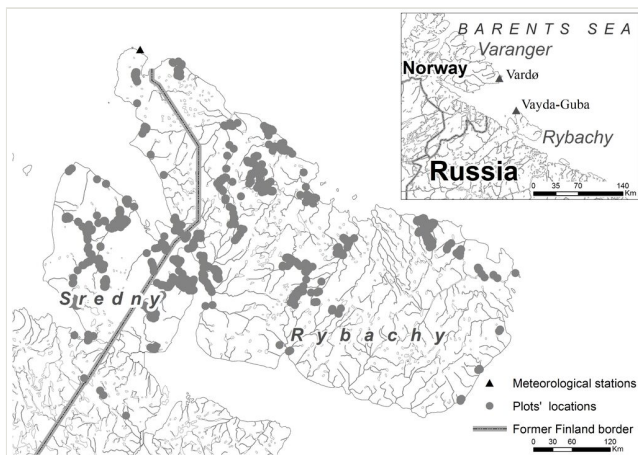 BARENTS SEA
Varanger
Norway
Vardø
Vayda-Guba
Rybachy
Russia
0 35 70 140
Km
Sredny
Rybachy
Meteorological stations
Plots' locations
Former Finland border
0 30 60 120
Km